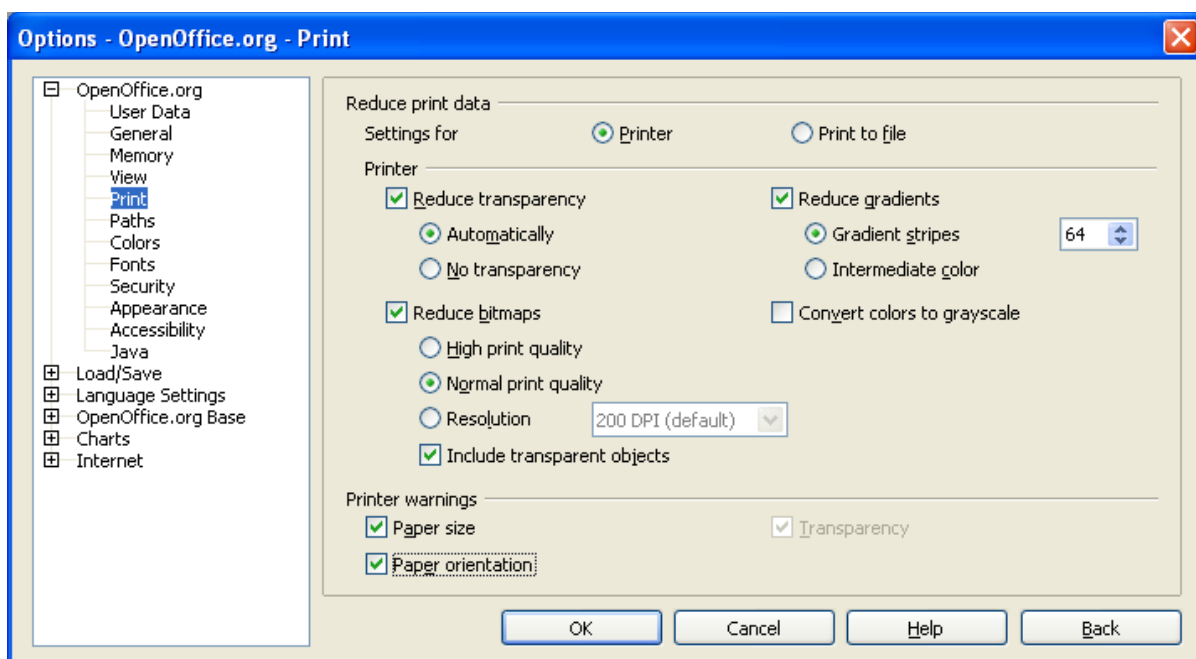 Options - OpenOffice.org - Print
OpenOffice.org
User Data
General
Memory
View
Print
Paths
Colors
Fonts
Security
Appearance
Accessibility
Java
Load/Save
Language Settings
OpenOffice.org Base
Charts
Internet
Reduce print data
Settings for Printer Print to file
Printer
Reduce transparency Reduce gradients
Automatically Gradient stripes 64
No transparency Intermediate color
Reduce bitmaps Convert colors to grayscale
High print quality
Normal print quality
Resolution 200 DPI (default)
Include transparent objects
Printer warnings
Paper size Transparency
Paper orientation
OK Cancel Help Back